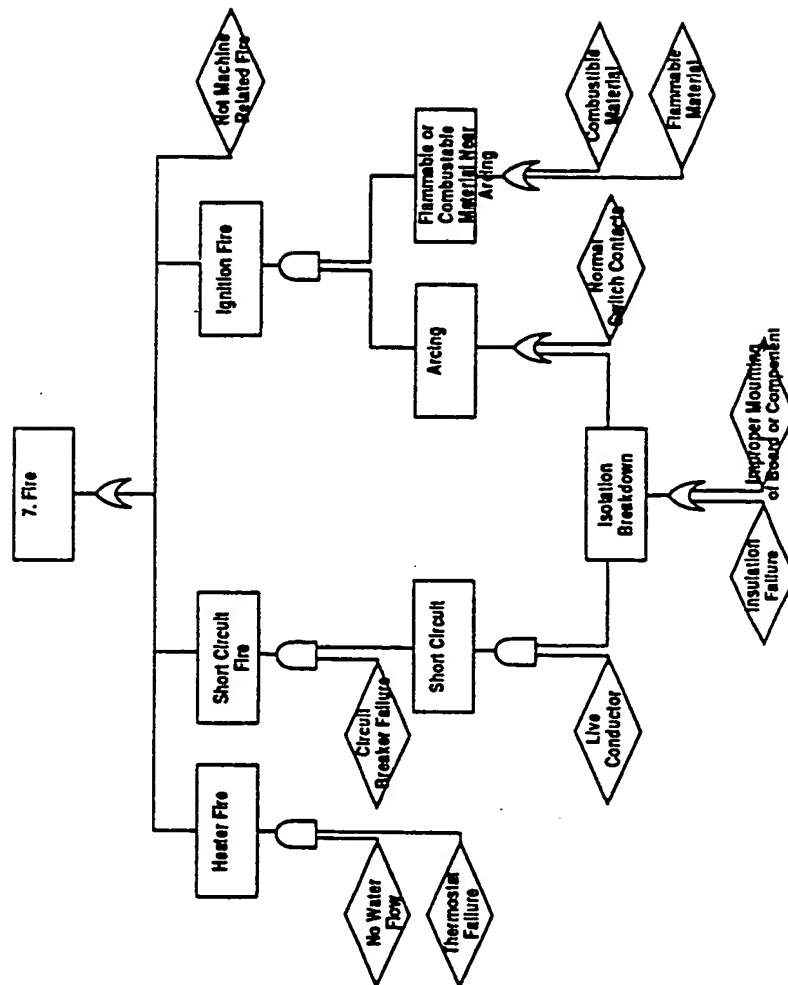 7. Fire
Heater Fire
Short Circuit
Fire
Ignition Fire
Not Machine
Related Fire
No Water
Flow
Circuit
Breaker Failure
Thermostat
Failure
Short Circuit
Arcing
Flammable or
Combustable
Material Near
Arcing
Live
Conductor
Isolation
Breakdown
Normal
Switch Contacts
Combustible
Material
Flammable
Material
Insulation
Failure
Improper Mounting
of Board or Component